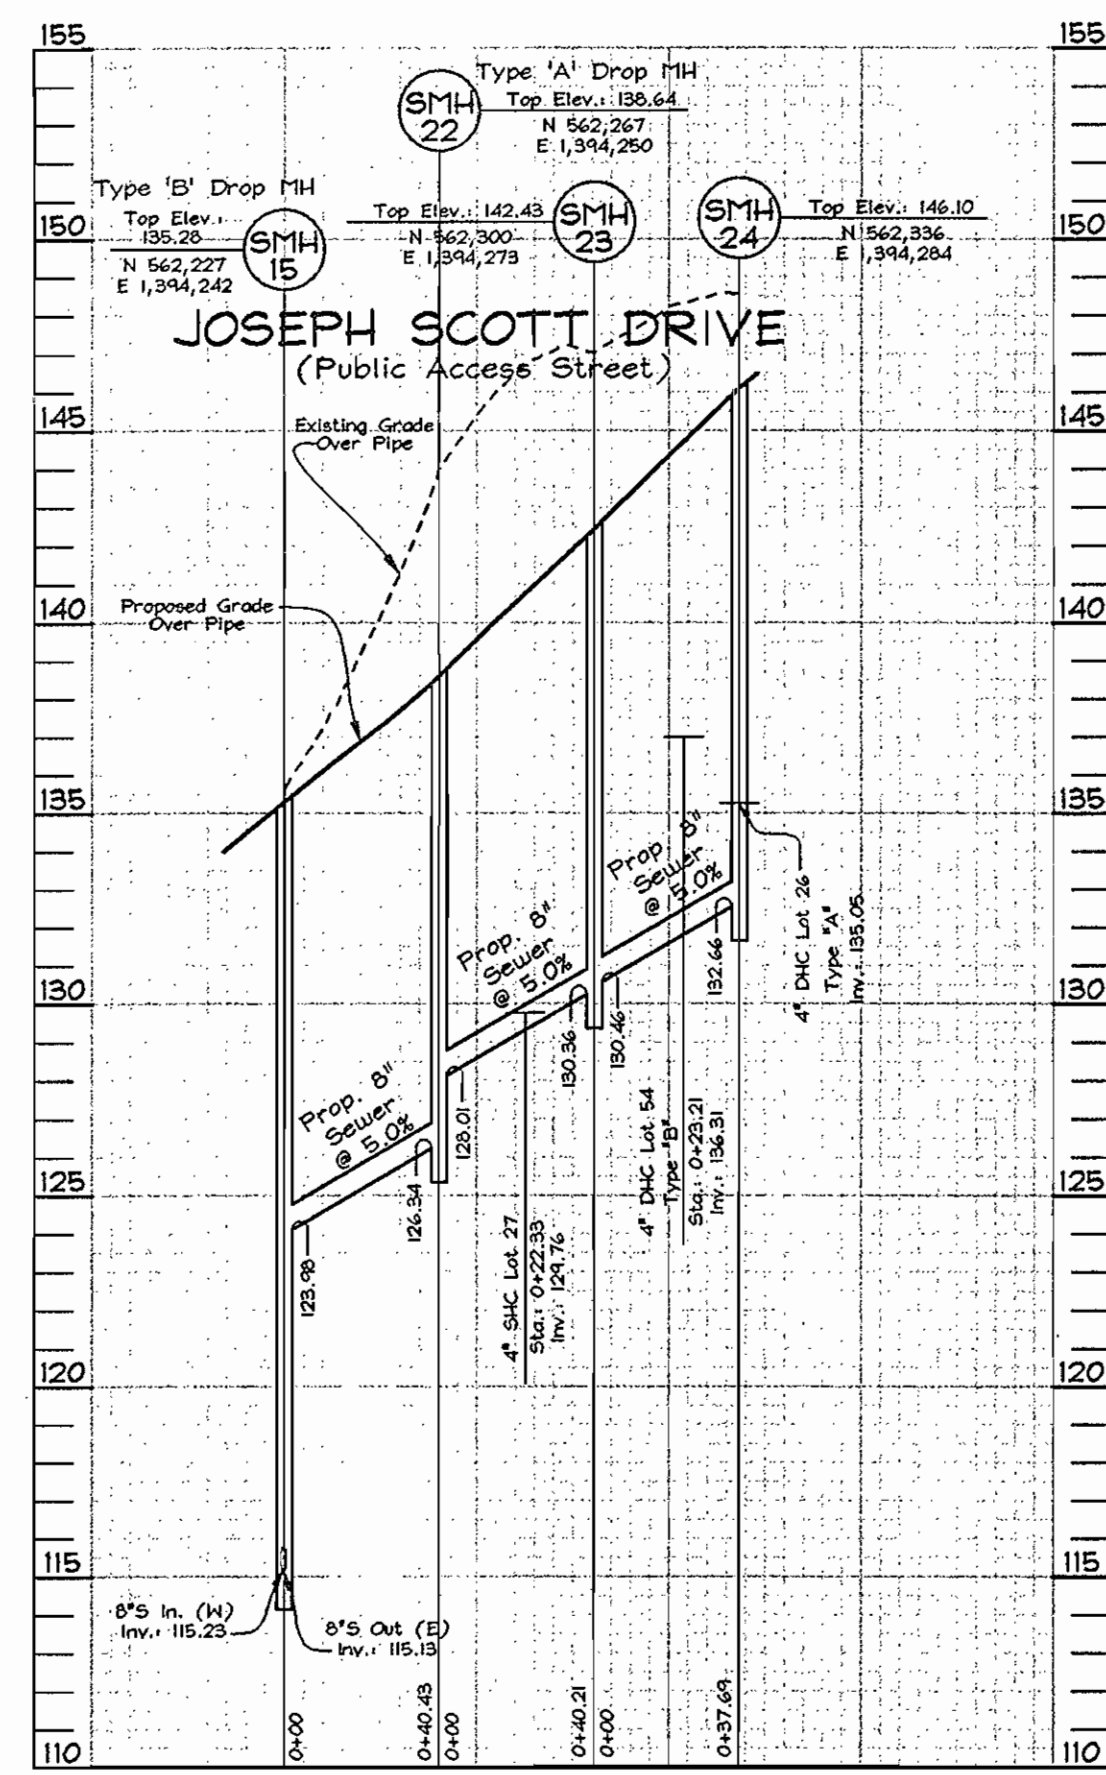 155
155
Type 'A' Drop MH
SMH
22
Top Elev.: 138.64
N 562,267
E 1,394,250
Type 'B' Drop MH
Top Elev.:
135.28
N 562,227
E 1,394,242
SMH
15
Top Elev.: 142.43
N 562,300
E 1,394,273
SMH
23
SMH
24
Top Elev.: 146.10
N 562,336
E ,394,284
150
150
JOSEPH SCOTT DRIVE
(Public Access Street)
145
145
Existing Grade
Over Pipe
140
140
Proposed Grade
Over Pipe
135
135
Prop. 8"
Sewer
@ 5.0%
Prop. 8"
Sewer
@ 5.0%
Prop 8"
Sewer
@ 5.0%
130
130
123.98
126.34
128.01
130.36
130.46
132.66
4" SHC Lot 27
Sta.: 0+22.33
Inv.: 129.76
4" DHC Lot 54
Type "B"
Sta.: 0+23.21
Inv.: 136.31
4" DHC Lot 26
Type "A"
Inv.: 135.05
125
125
120
120
115
115
8"S In. (W)
Inv.: 115.23
8"S Out (E)
Inv.: 115.13
0+00
0+40.43
0+00
0+40.21
0+00
0+37.69
110
110